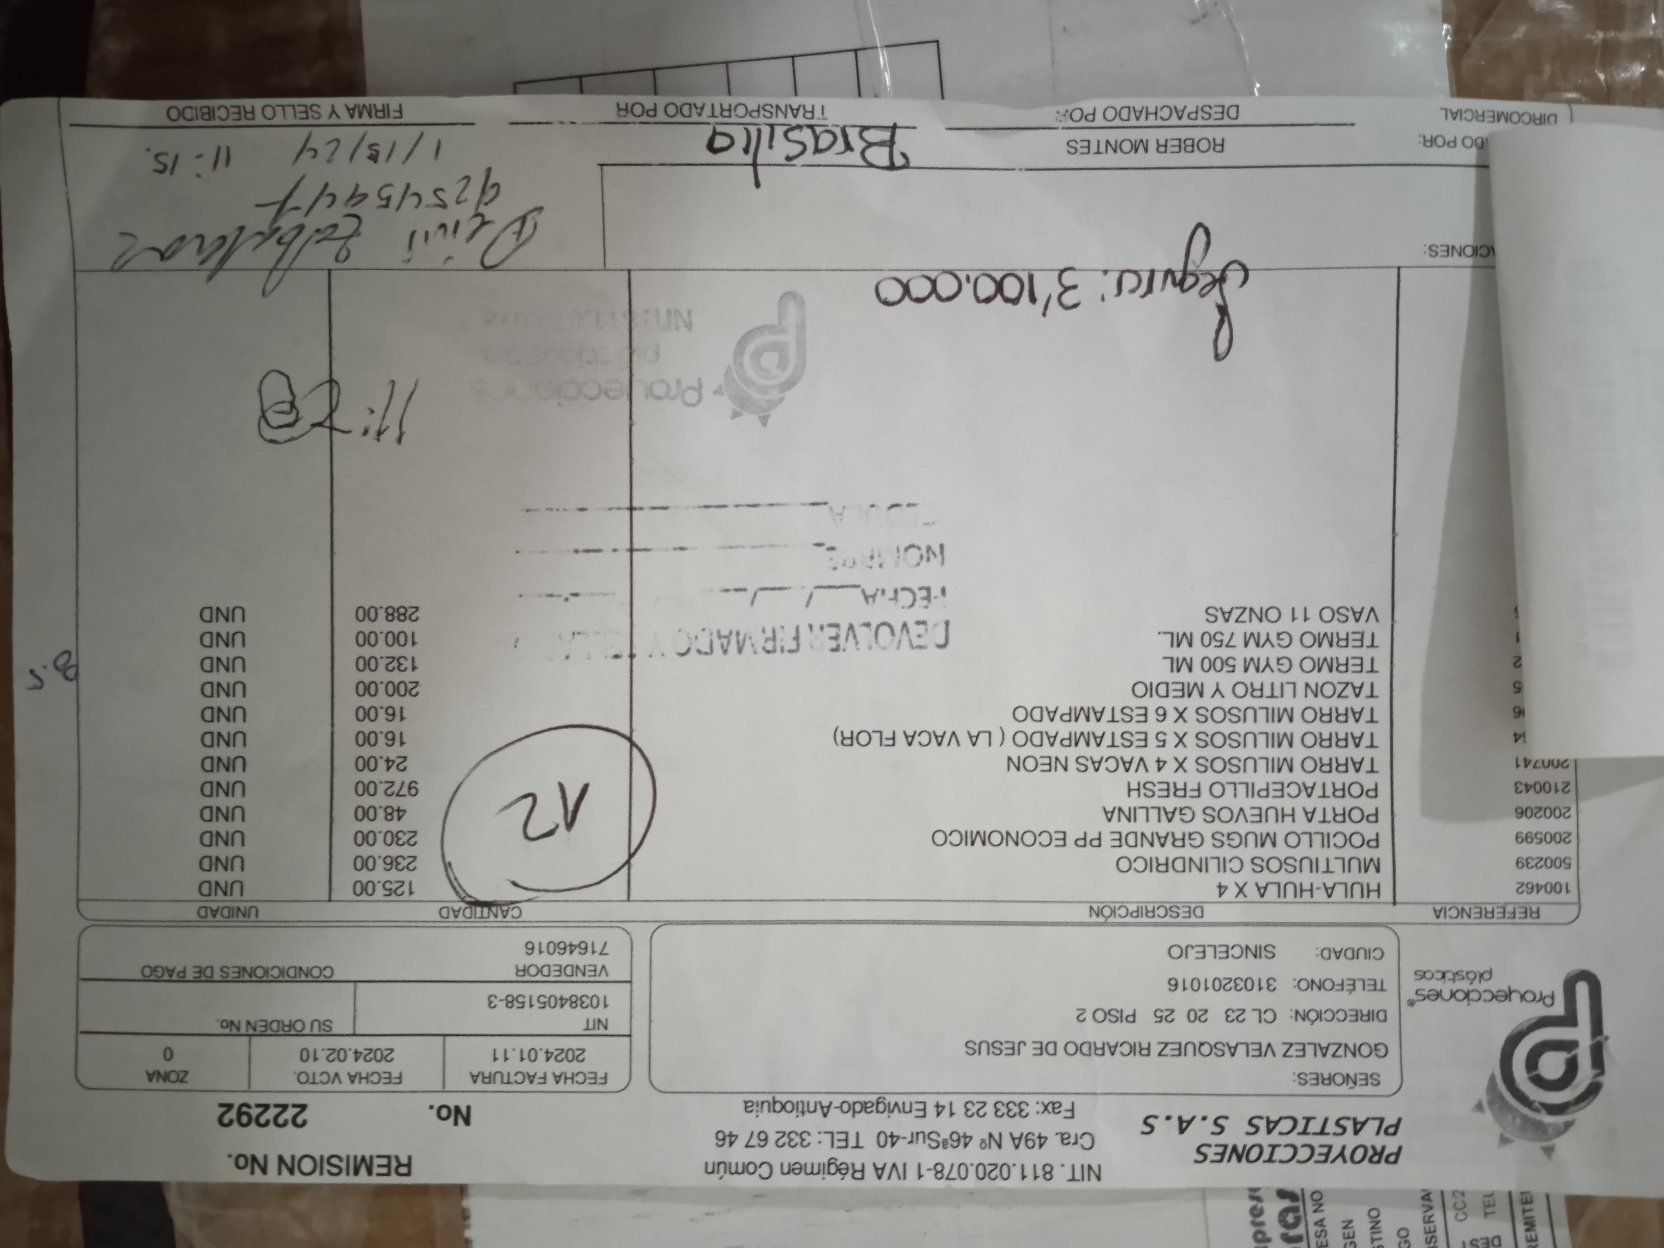 PROYECCIONES
PLASTICAS S.A.S
NIT. 811.020.078-1 IVA Régimen Común
Cra. 49A Nº 46ªSur-40 TEL: 332 67 46
Fax: 333 23 14 Envigado-Antioquia
REMISION No.
No. 22292
Proyecciones®
plásticos
SEÑORES:
GONZALEZ VELASQUEZ RICARDO DE JESUS
DIRECCIÓN: CL 23 20 25 PISO 2
TELÉFONO: 3103201016
CIUDAD: SINCELEJO
FECHA FACTURA FECHA VCTO. ZONA
2024.01.11 2024.02.10 0
NIT SU ORDEN No.
1038405158-3
VENDEDOR CONDICIONES DE PAGO
71646016
REFERENCIA DESCRIPCIÓN CANTIDAD UNIDAD
100462 HULA-HULA X 4 125.00 UND
500239 MULTIUSOS CILINDRICO 236.00 UND
200599 POCILLO MUGS GRANDE PP ECONOMICO 230.00 UND
200206 PORTA HUEVOS GALLINA 48.00 UND
210043 PORTACEPILLO FRESH 972.00 UND
200741 TARRO MILUSOS X 4 VACAS NEON 24.00 UND
TARRO MILUSOS X 5 ESTAMPADO ( LA VACA FLOR) 16.00 UND
TARRO MILUSOS X 6 ESTAMPADO 16.00 UND
TAZON LITRO Y MEDIO 200.00 UND
TERMO GYM 500 ML 132.00 UND
TERMO GYM 750 ML. 100.00 UND
VASO 11 ONZAS 288.00 UND
12
DEVOLVER FIRMADO Y
FECHA / /
NOMBRE
CEDULA
Proyecciones
Seguro: 3'100.000
92545947
1/15/24 11:15.
ROBER MONTES
Brasilia
DIRCOMERCIAL DESPACHADO POR: TRANSPORTADO POR FIRMA Y SELLO RECIBIDO